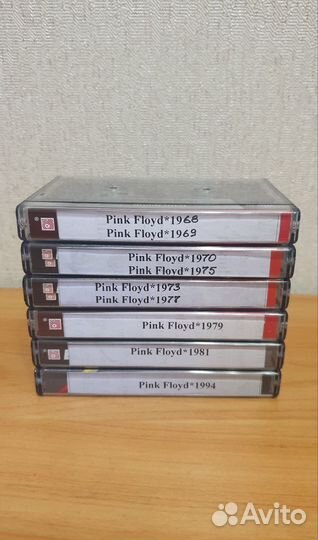 Pink Floyd*1968
Pink Floyd*1969
Pink Floyd*1970
Pink Floyd*1975
Pink Floyd*1973
Pink Floyd*1977
Pink Floyd*1979
Pink Floyd*1981
Pink Floyd*1994
Avito